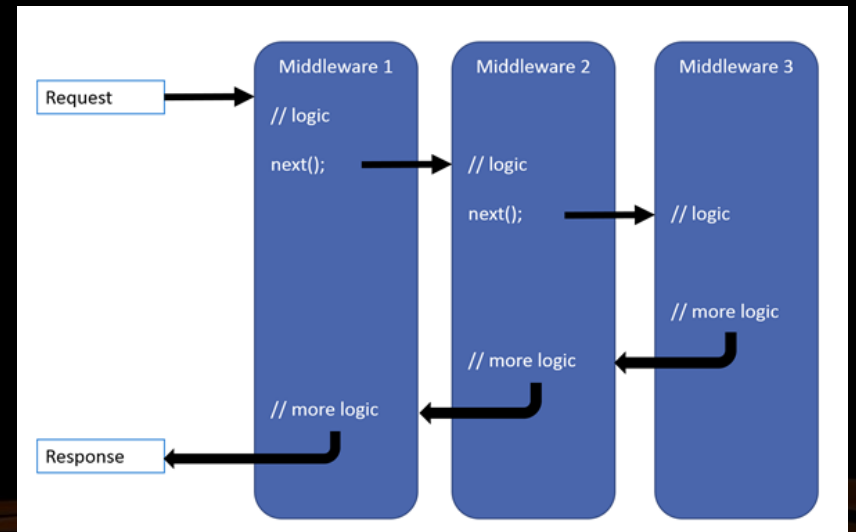 Middleware 1
Middleware 2
Middleware 3
Request
// logic
next();
// logic
next();
// logic
// more logic
// more logic
// more logic
Response